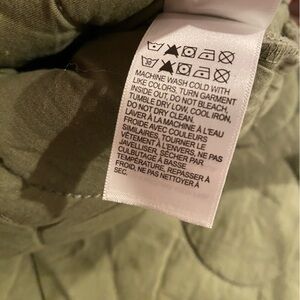 MACHINE WASH COLD WITH
LIKE COLORS, TURN GARMENT
INSIDE OUT, DO NOT BLEACH,
TUMBLE DRY LOW, COOL IRON,
DO NOT DRY CLEAN.
LAVER À LA MACHINE À L'EAU
FROIDE AVEC COULEURS
SIMILAIRES, TOURNER LE
VÊTEMENT À L'ENVERS, NE PAS
JAVELLISER, SÉCHER PAR
CULBUTAGE À BASSE
TEMPÉRATURE, REPASSER À
FROID, NE PAS NETTOYER À
SEC.